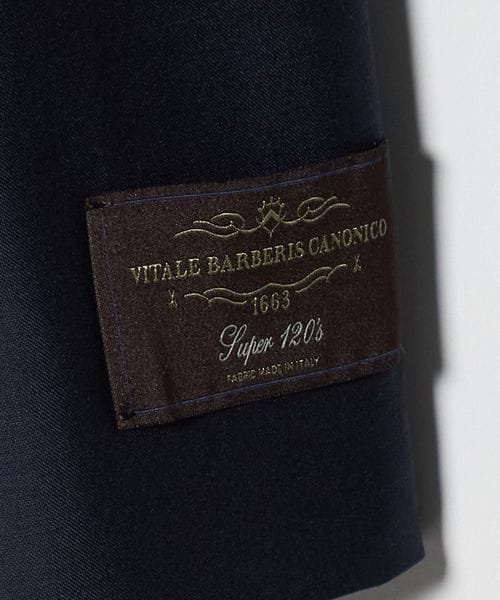 VITALE BARBERIS CANONICO
1663
Super 120's
FABRIC MADE IN ITALY